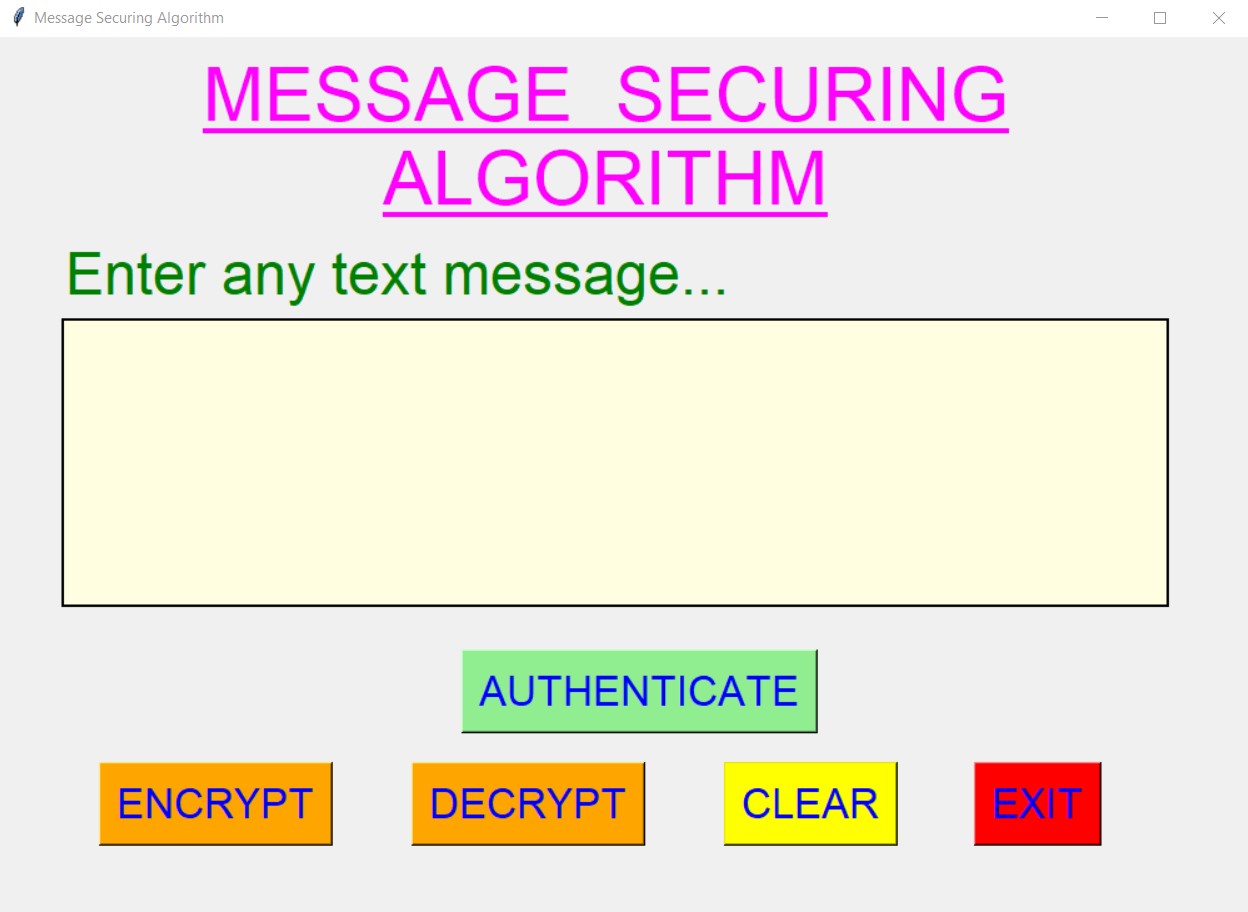 Message Securing Algorithm
MESSAGE  SECURING
ALGORITHM
Enter any text message...
AUTHENTICATE
ENCRYPT
DECRYPT
CLEAR
EXIT